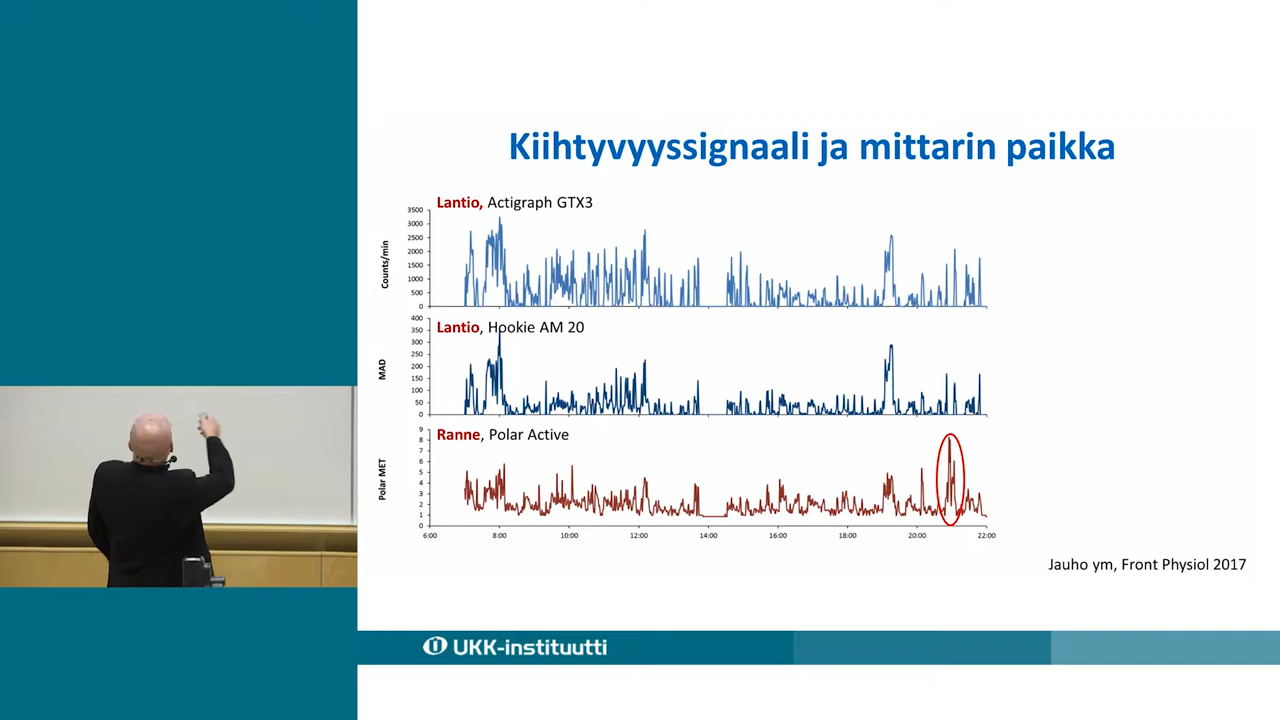 Kiihtyvyyssignaali ja mittarin paikka
Lantio, Actigraph GTX3
3500
3000
2500
2000
1500
1000
500
0
Counts/min
Lantio, Hookie AM 20
400
350
300
250
200
150
100
50
0
MAD
Ranne, Polar Active
9
8
7
6
5
4
3
2
1
0
Polar MET
6:00 8:00 10:00 12:00 14:00 16:00 18:00 20:00 22:00
Jauho ym, Front Physiol 2017
UKK-instituutti